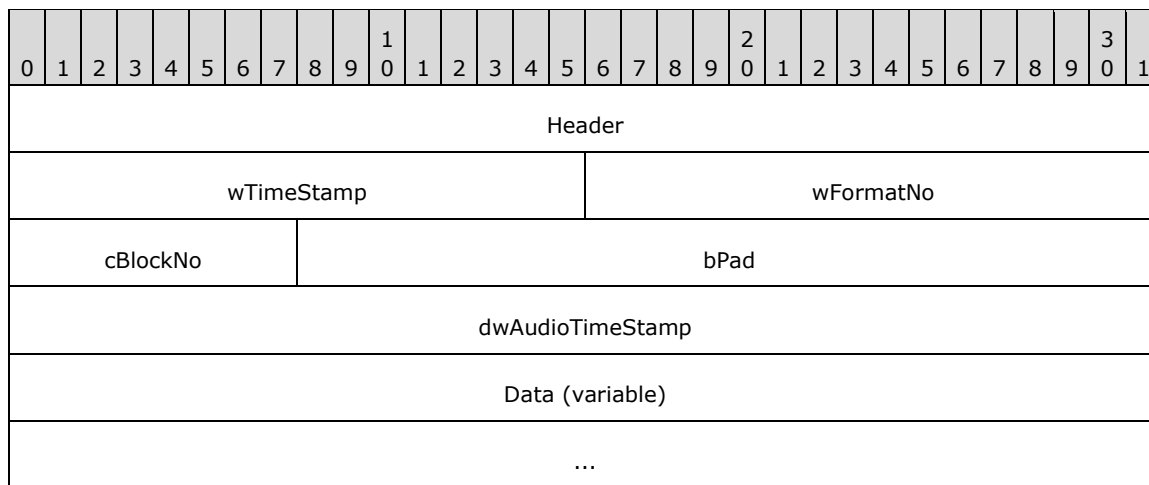 1 2 3
0 1 2 3 4 5 6 7 8 9 0 1 2 3 4 5 6 7 8 9 0 1 2 3 4 5 6 7 8 9 0 1
Header
wTimeStamp wFormatNo
cBlockNo bPad
dwAudioTimeStamp
Data (variable)
...